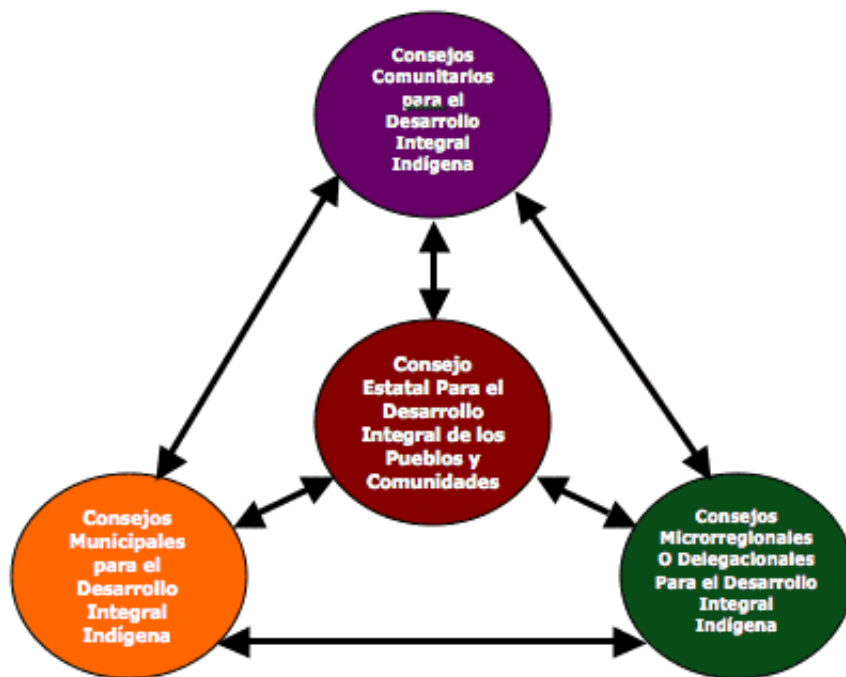 Consejos
Comunitarios
para el
Desarrollo
Integral
Indígena
Consejo
Estatal Para el
Desarrollo
Integral de los
Pueblos y
Comunidades
Consejos
Municipales
para el
Desarrollo
Integral
Indígena
Consejos
Microrregionales
O Delegacionales
Para el Desarrollo
Integral
Indígena